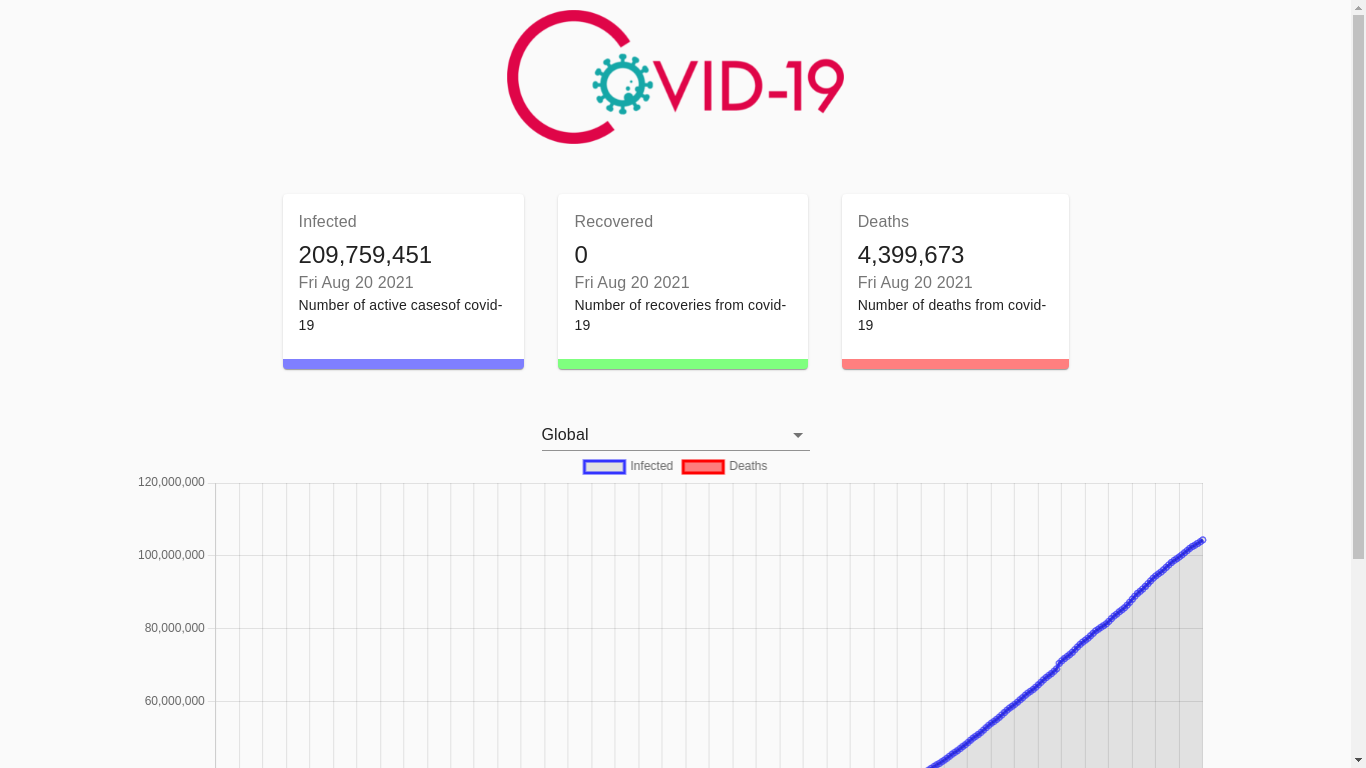 COVID-19
Infected
209,759,451
Fri Aug 20 2021
Number of active casesof covid-
19
Recovered
0
Fri Aug 20 2021
Number of recoveries from covid-
19
Deaths
4,399,673
Fri Aug 20 2021
Number of deaths from covid-
19
Global
Infected
Deaths
120,000,000
100,000,000
80,000,000
60,000,000